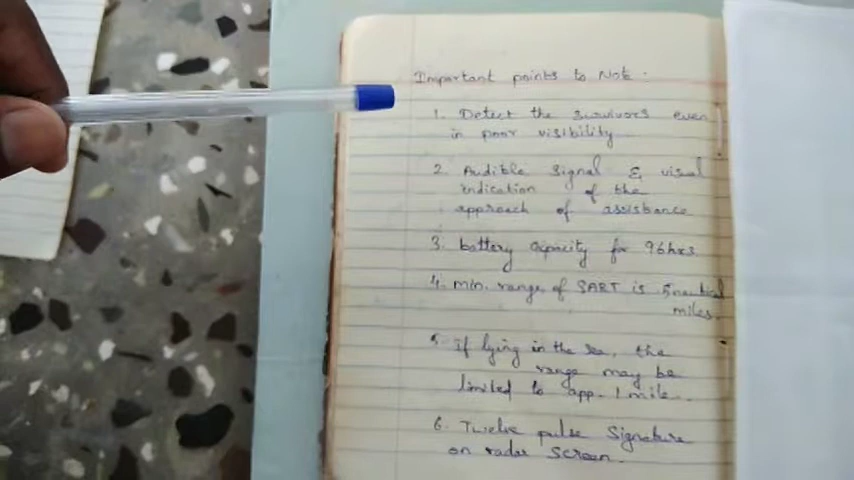 Important points to Note.
1. Detect the survivors even
in poor visibility
2. Audible signal & visual
indication of the
approach of assistance
3. battery capacity for 96hrs
4. min. range of SART is 5 nautical
miles.
5. If lying in the sea, the
range may be
limited to app. 1 mile.
6. Twelve pulse signature
on radar screen.